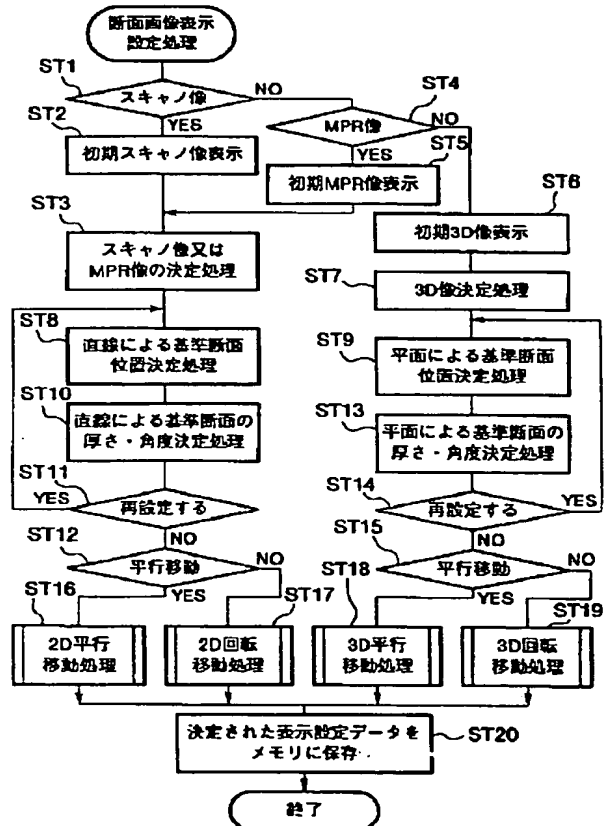 断面画像表示
設定処理
ST1
スキャノ像
NO
YES
ST2
初期スキャノ像表示
ST4
MPR像
NO
YES
ST5
初期MPR像表示
ST3
スキャノ像又は
MPR像の決定処理
ST6
初期3D像表示
ST7
3D像決定処理
ST8
直線による基準断面
位置決定処理
ST9
平面による基準断面
位置決定処理
ST10
直線による基準断面の
厚さ・角度決定処理
ST13
平面による基準断面の
厚さ・角度決定処理
ST11
再設定する
YES
NO
ST14
再設定する
YES
NO
ST12
平行移動
NO
YES
ST15
平行移動
NO
YES
ST16
2D平行
移動処理
ST17
2D回転
移動処理
ST18
3D平行
移動処理
ST19
3D回転
移動処理
決定された表示設定データを
メモリに保存
ST20
終了